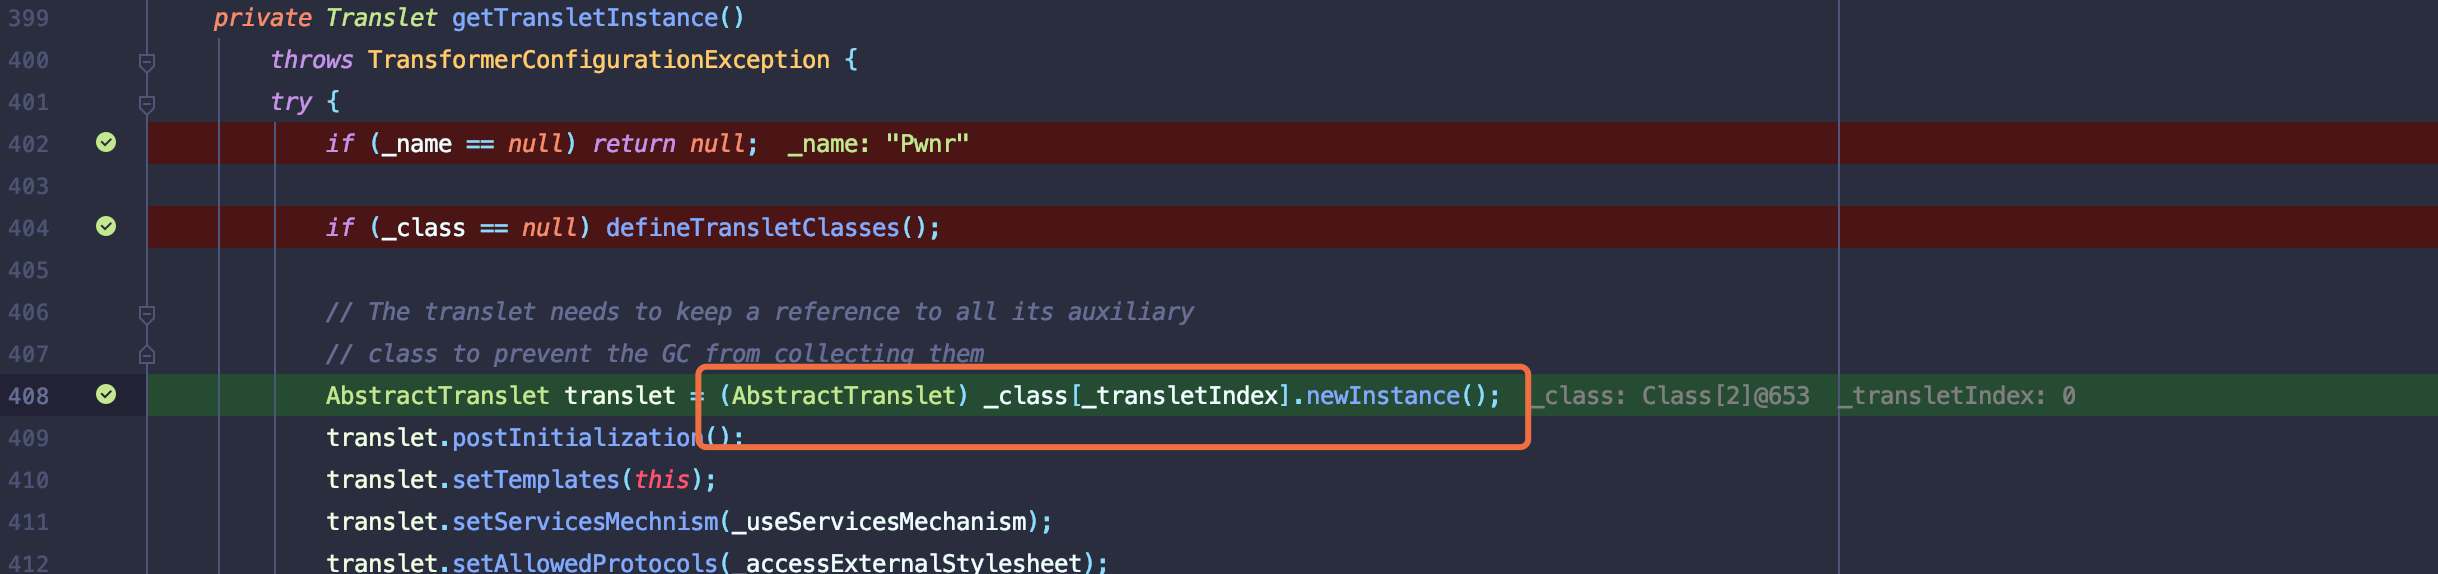 399 private Translet getTransletInstance()
400 throws TransformerConfigurationException {
401 try {
402 if (_name == null) return null; _name: "Pwnr"
403
404 if (_class == null) defineTransletClasses();
405
406 // The translet needs to keep a reference to all its auxiliary
407 // class to prevent the GC from collecting them
408 AbstractTranslet translet = (AbstractTranslet) _class[_transletIndex].newInstance(); _class: Class[2]@653 _transletIndex: 0
409 translet.postInitialization();
410 translet.setTemplates(this);
411 translet.setServicesMechnism(_useServicesMechanism);
412 translet.setAllowedProtocols(_accessExternalStylesheet);